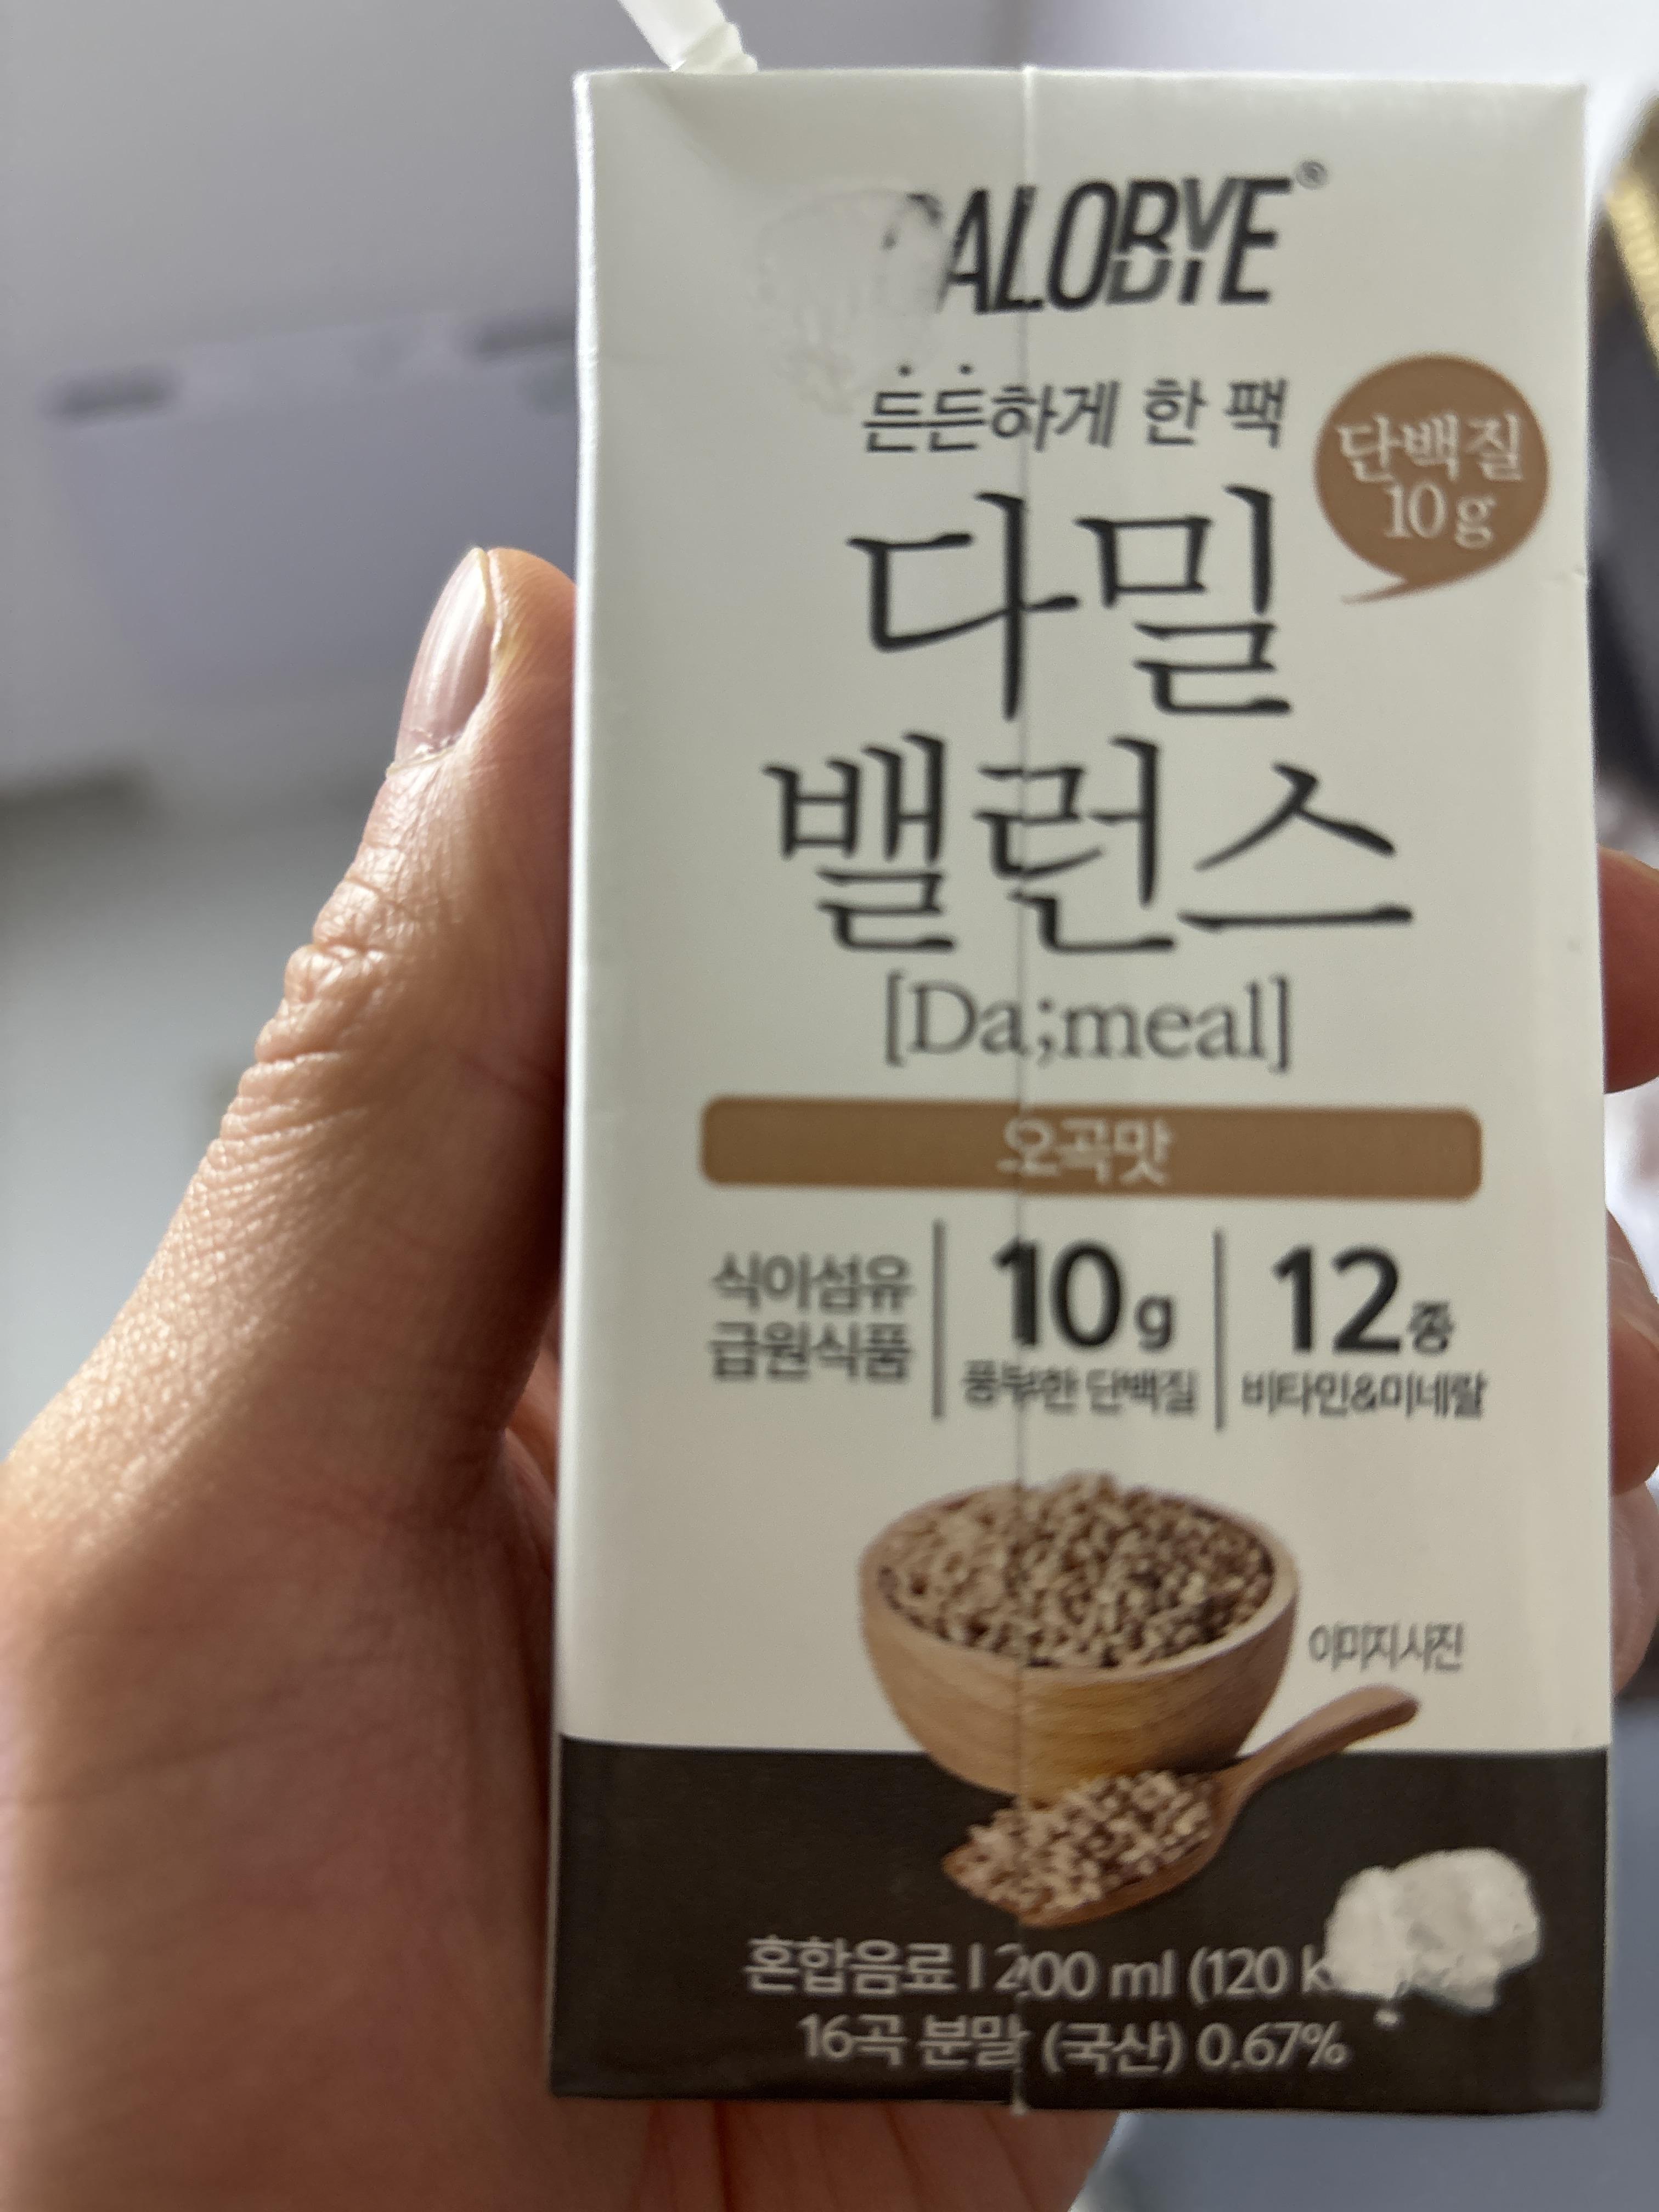 CALOBYE®
든든하게 한 팩
단백질
10g
다밀
밸런스
[Da;meal]
오곡맛
식이섬유
급원식품
10g
풍부한 단백질
12종
비타민&미네랄
이미지사진
혼합음료 | 200 ml (120
16곡 분말 (국산) 0.67%